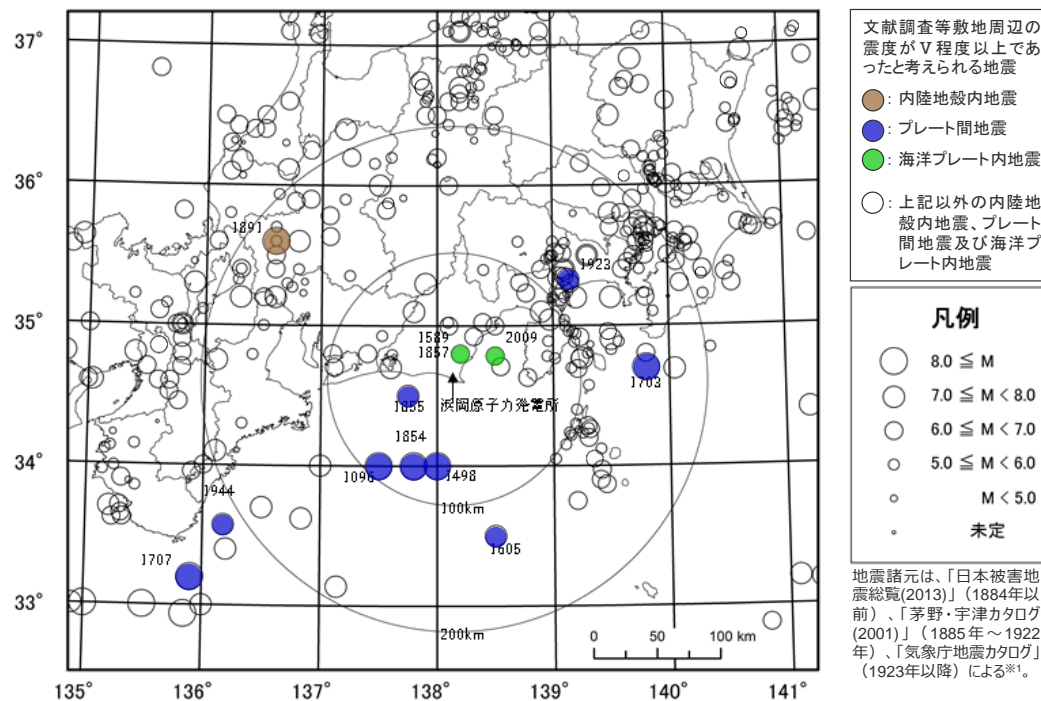 37°
36°
35°
34°
33°
135°
136°
137°
138°
139°
140°
141°
1891
1923
1589
1857
2009
1703
1855
浜岡原子力発電所
1854
1096
1498
1944
100km
1707
1605
200km
0
50
100 km
文献調査等敷地周辺の
震度がⅤ程度以上であ
ったと考えられる地震
: 内陸地殻内地震
: プレート間地震
: 海洋プレート内地震
: 上記以外の内陸地
殻内地震、プレート
間地震及び海洋プ
レート内地震
凡例
8.0 ≦ M
7.0 ≦ M < 8.0
6.0 ≦ M < 7.0
5.0 ≦ M < 6.0
M < 5.0
未定
地震諸元は、「日本被害地
震総覧(2013)」（1884年以
前）、「茅野・宇津カタログ
(2001)」（1885年～1922
年）、「気象庁地震カタログ」
（1923年以降）による※1。